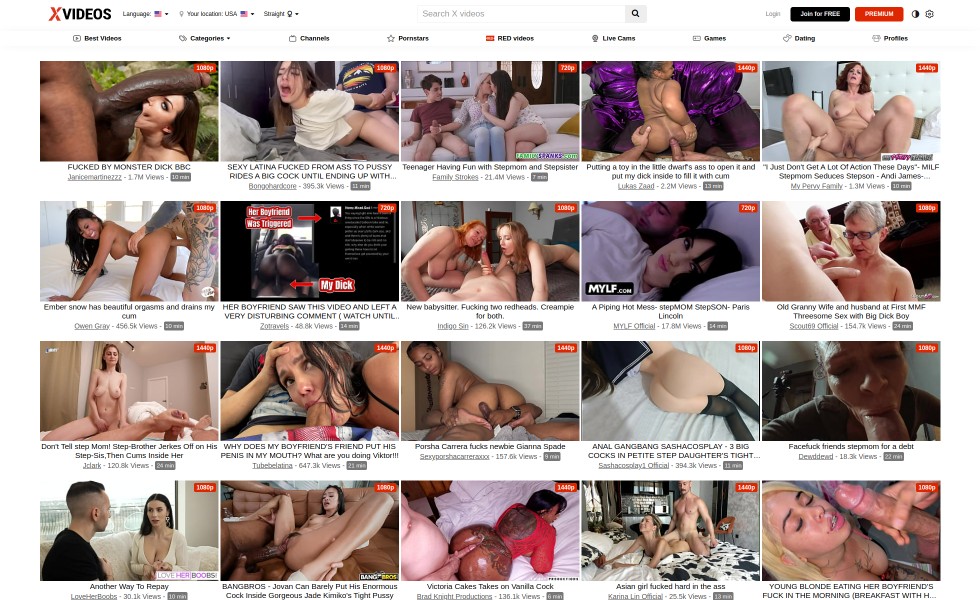 XVIDEOS
Language:
Your location: USA
Straight
Search X videos
Login
Join for FREE
PREMIUM
Best Videos
Categories
Channels
Pornstars
RED videos
Live Cams
Games
Dating
Profiles
1080p
FUCKED BY MONSTER DICK BBC
Janicemartinezzz - 1.7M Views - 10 min
1080p
SEXY LATINA FUCKED FROM ASS TO PUSSY
RIDES A BIG COCK UNTIL ENDING UP WITH...
Bongohardcore - 395.3k Views - 11 min
720p
FAMILYSPANKS.COM
Teenager Having Fun with Stepmom and Stepsister
Family Strokes - 21.4M Views - 7 min
1440p
Putting a toy in the little dwarf's ass to open it and
put my dick inside to fill it with cum
Lukas Zaad - 2.2M Views - 13 min
1440p
"I Just Don't Get A Lot Of Action These Days"- MILF
Stepmom Seduces Stepson - Andi James-...
My Pervy Family - 1.3M Views - 10 min
1080p
Ember snow has beautiful orgasms and drains my
cum
Owen Gray - 456.5k Views - 10 min
720p
Her Boyfriend
Was Triggered
My Dick
HER BOYFRIEND SAW THIS VIDEO AND LEFT A
VERY DISTURBING COMMENT ( WATCH UNTIL...
Zotravels - 48.8k Views - 14 min
1080p
New babysitter. Fucking two redheads. Creampie
for both.
Indigo Sin - 126.2k Views - 37 min
720p
MYLF.COM
A Piping Hot Mess- stepMOM StepSON- Paris
Lincoln
MYLF Official - 17.8M Views - 14 min
1080p
Old Granny Wife and husband at First MMF
Threesome Sex with Big Dick Boy
Scout69 Official - 154.7k Views - 24 min
1440p
Don't Tell step Mom! Step-Brother Jerkes Off on His
Step-Sis,Then Cums Inside Her
Jclark - 120.8k Views - 24 min
1440p
WHY DOES MY BOYFRIEND'S FRIEND PUT HIS
PENIS IN MY MOUTH? What are you doing Viktor!!!
Tubebelatina - 647.3k Views - 21 min
1440p
Porsha Carrera fucks newbie Gianna Spade
Sexyporshacarreraxxx - 157.6k Views - 9 min
1080p
ANAL GANGBANG SASHACOSPLAY - 3 BIG
COCKS IN PETITE STEP DAUGHTER'S TIGHT...
Sashacosplay1 Official - 394.3k Views - 11 min
1080p
Facefuck friends stepmom for a debt
Dewddewd - 18.3k Views - 22 min
1080p
LOVE HER BOOBS!
Another Way To Repay
LoveHerBoobs - 30.1k Views - 10 min
1080p
BANGBROS
BANGBROS - Jovan Can Barely Put His Enormous
Cock Inside Gorgeous Jade Kimiko's Tight Pussy
1440p
Victoria Cakes Takes on Vanilla Cock
Brad Knight Productions - 136.1k Views - 6 min
1440p
Asian girl fucked hard in the ass
Karina Lin Official - 25.5k Views - 13 min
1080p
YOUNG BLONDE EATING HER BOYFRIEND'S
FUCK IN THE MORNING (BREAKFAST WITH H...